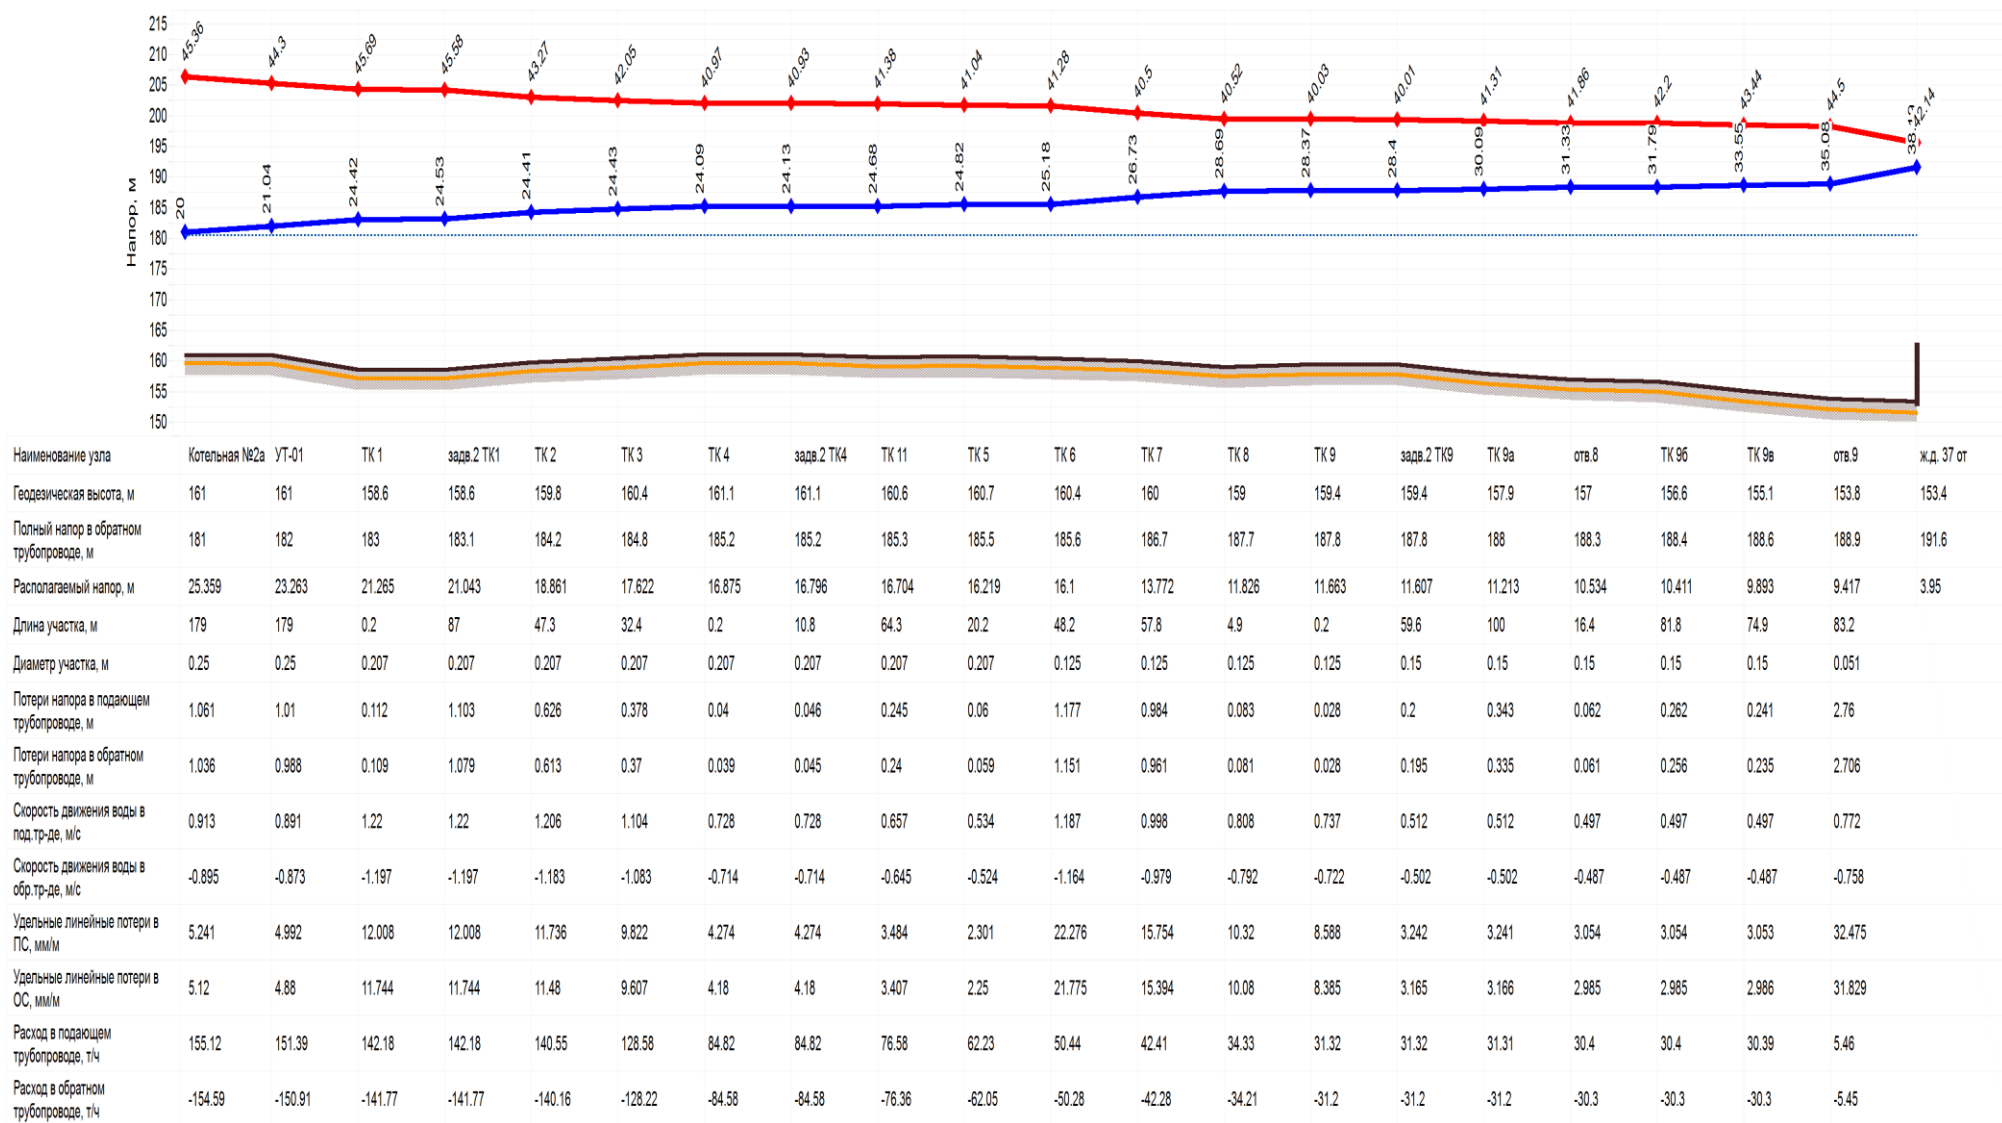 215
210
205
200
195
190
185
180
175
170
165
160
155
150
Напор, м
45.36 44.3 45.69 45.58 43.27 42.05 40.97 40.93 41.38 41.04 41.28 40.5 40.52 40.03 40.01 41.31 41.86 42.2 43.44 44.5 42.14
20 21.04 24.42 24.53 24.41 24.43 24.09 24.13 24.68 24.82 25.18 26.73 28.69 28.37 28.4 30.09 31.33 31.79 33.55 35.08
Наименование узла Котельная №2а УТ-01 ТК 1 задв.2 ТК1 ТК 2 ТК 3 ТК 4 задв.2 ТК4 ТК 11 ТК 5 ТК 6 ТК 7 ТК 8 ТК 9 задв.2 ТК9 ТК 9а отв.8 ТК 9б ТК 9в отв.9 ж.д. 37 от
Геодезическая высота, м 161 161 158.6 158.6 159.8 160.4 161.1 161.1 160.6 160.7 160.4 160 159 159.4 159.4 157.9 157 156.6 155.1 153.8 153.4
Полный напор в обратном
трубопроводе, м 181 182 183 183.1 184.2 184.8 185.2 185.2 185.3 185.5 185.6 186.7 187.7 187.8 187.8 188 188.3 188.4 188.6 188.9 191.6
Располагаемый напор, м 25.359 23.263 21.265 21.043 18.861 17.622 16.875 16.796 16.704 16.219 16.1 13.772 11.826 11.663 11.607 11.213 10.534 10.411 9.893 9.417 3.95
Длина участка, м 179 179 0.2 87 47.3 32.4 0.2 10.8 64.3 20.2 48.2 57.8 4.9 0.2 59.6 100 16.4 81.8 74.9 83.2
Диаметр участка, м 0.25 0.25 0.207 0.207 0.207 0.207 0.207 0.207 0.207 0.207 0.125 0.125 0.125 0.125 0.15 0.15 0.15 0.15 0.15 0.051
Потери напора в подающем
трубопроводе, м 1.061 1.01 0.112 1.103 0.626 0.378 0.04 0.046 0.245 0.06 1.177 0.984 0.083 0.028 0.2 0.343 0.062 0.262 0.241 2.76
Потери напора в обратном
трубопроводе, м 1.036 0.988 0.109 1.079 0.613 0.37 0.039 0.045 0.24 0.059 1.151 0.961 0.081 0.028 0.195 0.335 0.061 0.256 0.235 2.706
Скорость движения воды в
под.тр-де, м/с 0.913 0.891 1.22 1.22 1.206 1.104 0.728 0.728 0.657 0.534 1.187 0.998 0.808 0.737 0.512 0.512 0.497 0.497 0.497 0.772
Скорость движения воды в
обр.тр-де, м/с -0.895 -0.873 -1.197 -1.197 -1.183 -1.083 -0.714 -0.714 -0.645 -0.524 -1.164 -0.979 -0.792 -0.722 -0.502 -0.502 -0.487 -0.487 -0.487 -0.758
Удельные линейные потери в
ПС, мм/м 5.241 4.992 12.008 12.008 11.736 9.822 4.274 4.274 3.484 2.301 22.276 15.754 10.32 8.588 3.242 3.241 3.054 3.054 3.053 32.475
Удельные линейные потери в
ОС, мм/м 5.12 4.88 11.744 11.744 11.48 9.607 4.18 4.18 3.407 2.25 21.775 15.394 10.08 8.385 3.165 3.166 2.985 2.985 2.986 31.829
Расход в подающем
трубопроводе, т/ч 155.12 151.39 142.18 142.18 140.55 128.58 84.82 84.82 76.58 62.23 50.44 42.41 34.33 31.32 31.32 31.31 30.4 30.4 30.39 5.46
Расход в обратном
трубопроводе, т/ч -154.59 -150.91 -141.77 -141.77 -140.16 -128.22 -84.58 -84.58 -76.36 -62.05 -50.28 -42.28 -34.21 -31.2 -31.2 -31.2 -30.3 -30.3 -30.3 -5.45